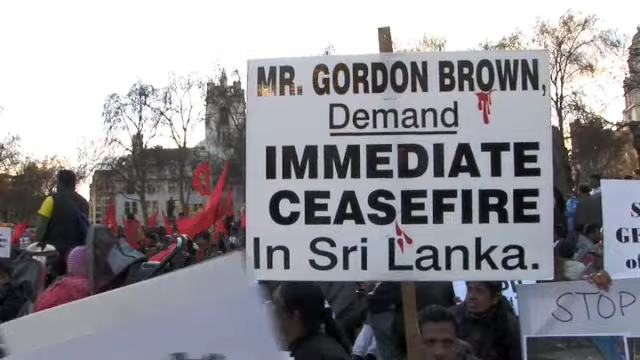 MR. GORDON BROWN,
Demand
IMMEDIATE
CEASEFIRE
In Sri Lanka.
STOP